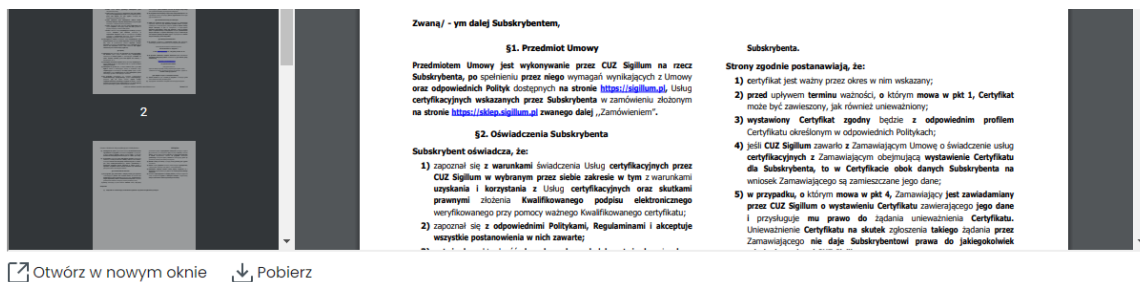 2
Zwaną/ - ym dalej Subskrybentem,
§1. Przedmiot Umowy
Przedmiotem Umowy jest wykonywanie przez CUZ Sigillum na rzecz
Subskrybenta, po spełnieniu przez niego wymagań wynikających z Umowy
oraz odpowiednich Polityk dostępnych na stronie https://sigillum.pl, Usług
certyfikacyjnych wskazanych przez Subskrybenta w zamówieniu złożonym
na stronie https://sklep.sigillum.pl zwanego dalej ,,Zamówieniem”.
§2. Oświadczenia Subskrybenta
Subskrybent oświadcza, że:
1) zapoznał się z warunkami świadczenia Usług certyfikacyjnych przez
CUZ Sigillum w wybranym przez siebie zakresie w tym z warunkami
uzyskania i korzystania z Usług certyfikacyjnych oraz skutkami
prawnymi złożenia Kwalifikowanego podpisu elektronicznego
weryfikowanego przy pomocy ważnego Kwalifikowanego certyfikatu;
2) zapoznał się z odpowiednimi Politykami, Regulaminami i akceptuje
wszystkie postanowienia w nich zawarte;
Subskrybenta.
Strony zgodnie postanawiają, że:
1) certyfikat jest ważny przez okres w nim wskazany;
2) przed upływem terminu ważności, o którym mowa w pkt 1, Certyfikat
może być zawieszony, jak również unieważniony;
3) wystawiony Certyfikat zgodny będzie z odpowiednim profilem
Certyfikatu określonym w odpowiednich Politykach;
4) jeśli CUZ Sigillum zawarło z Zamawiającym Umowę o świadczenie usług
certyfikacyjnych z Zamawiającym obejmującą wystawienie Certyfikatu
dla Subskrybenta, to w Certyfikacie obok danych Subskrybenta na
wniosek Zamawiającego są zamieszczane jego dane;
5) w przypadku, o którym mowa w pkt 4, Zamawiający jest zawiadamiany
przez CUZ Sigillum o wystawieniu Certyfikatu zawierającego jego dane
i przysługuje mu prawo do żądania unieważnienia Certyfikatu.
Unieważnienie Certyfikatu na skutek zgłoszenia takiego żądania przez
Zamawiającego nie daje Subskrybentowi prawa do jakiegokolwiek
Otwórz w nowym oknie
Pobierz